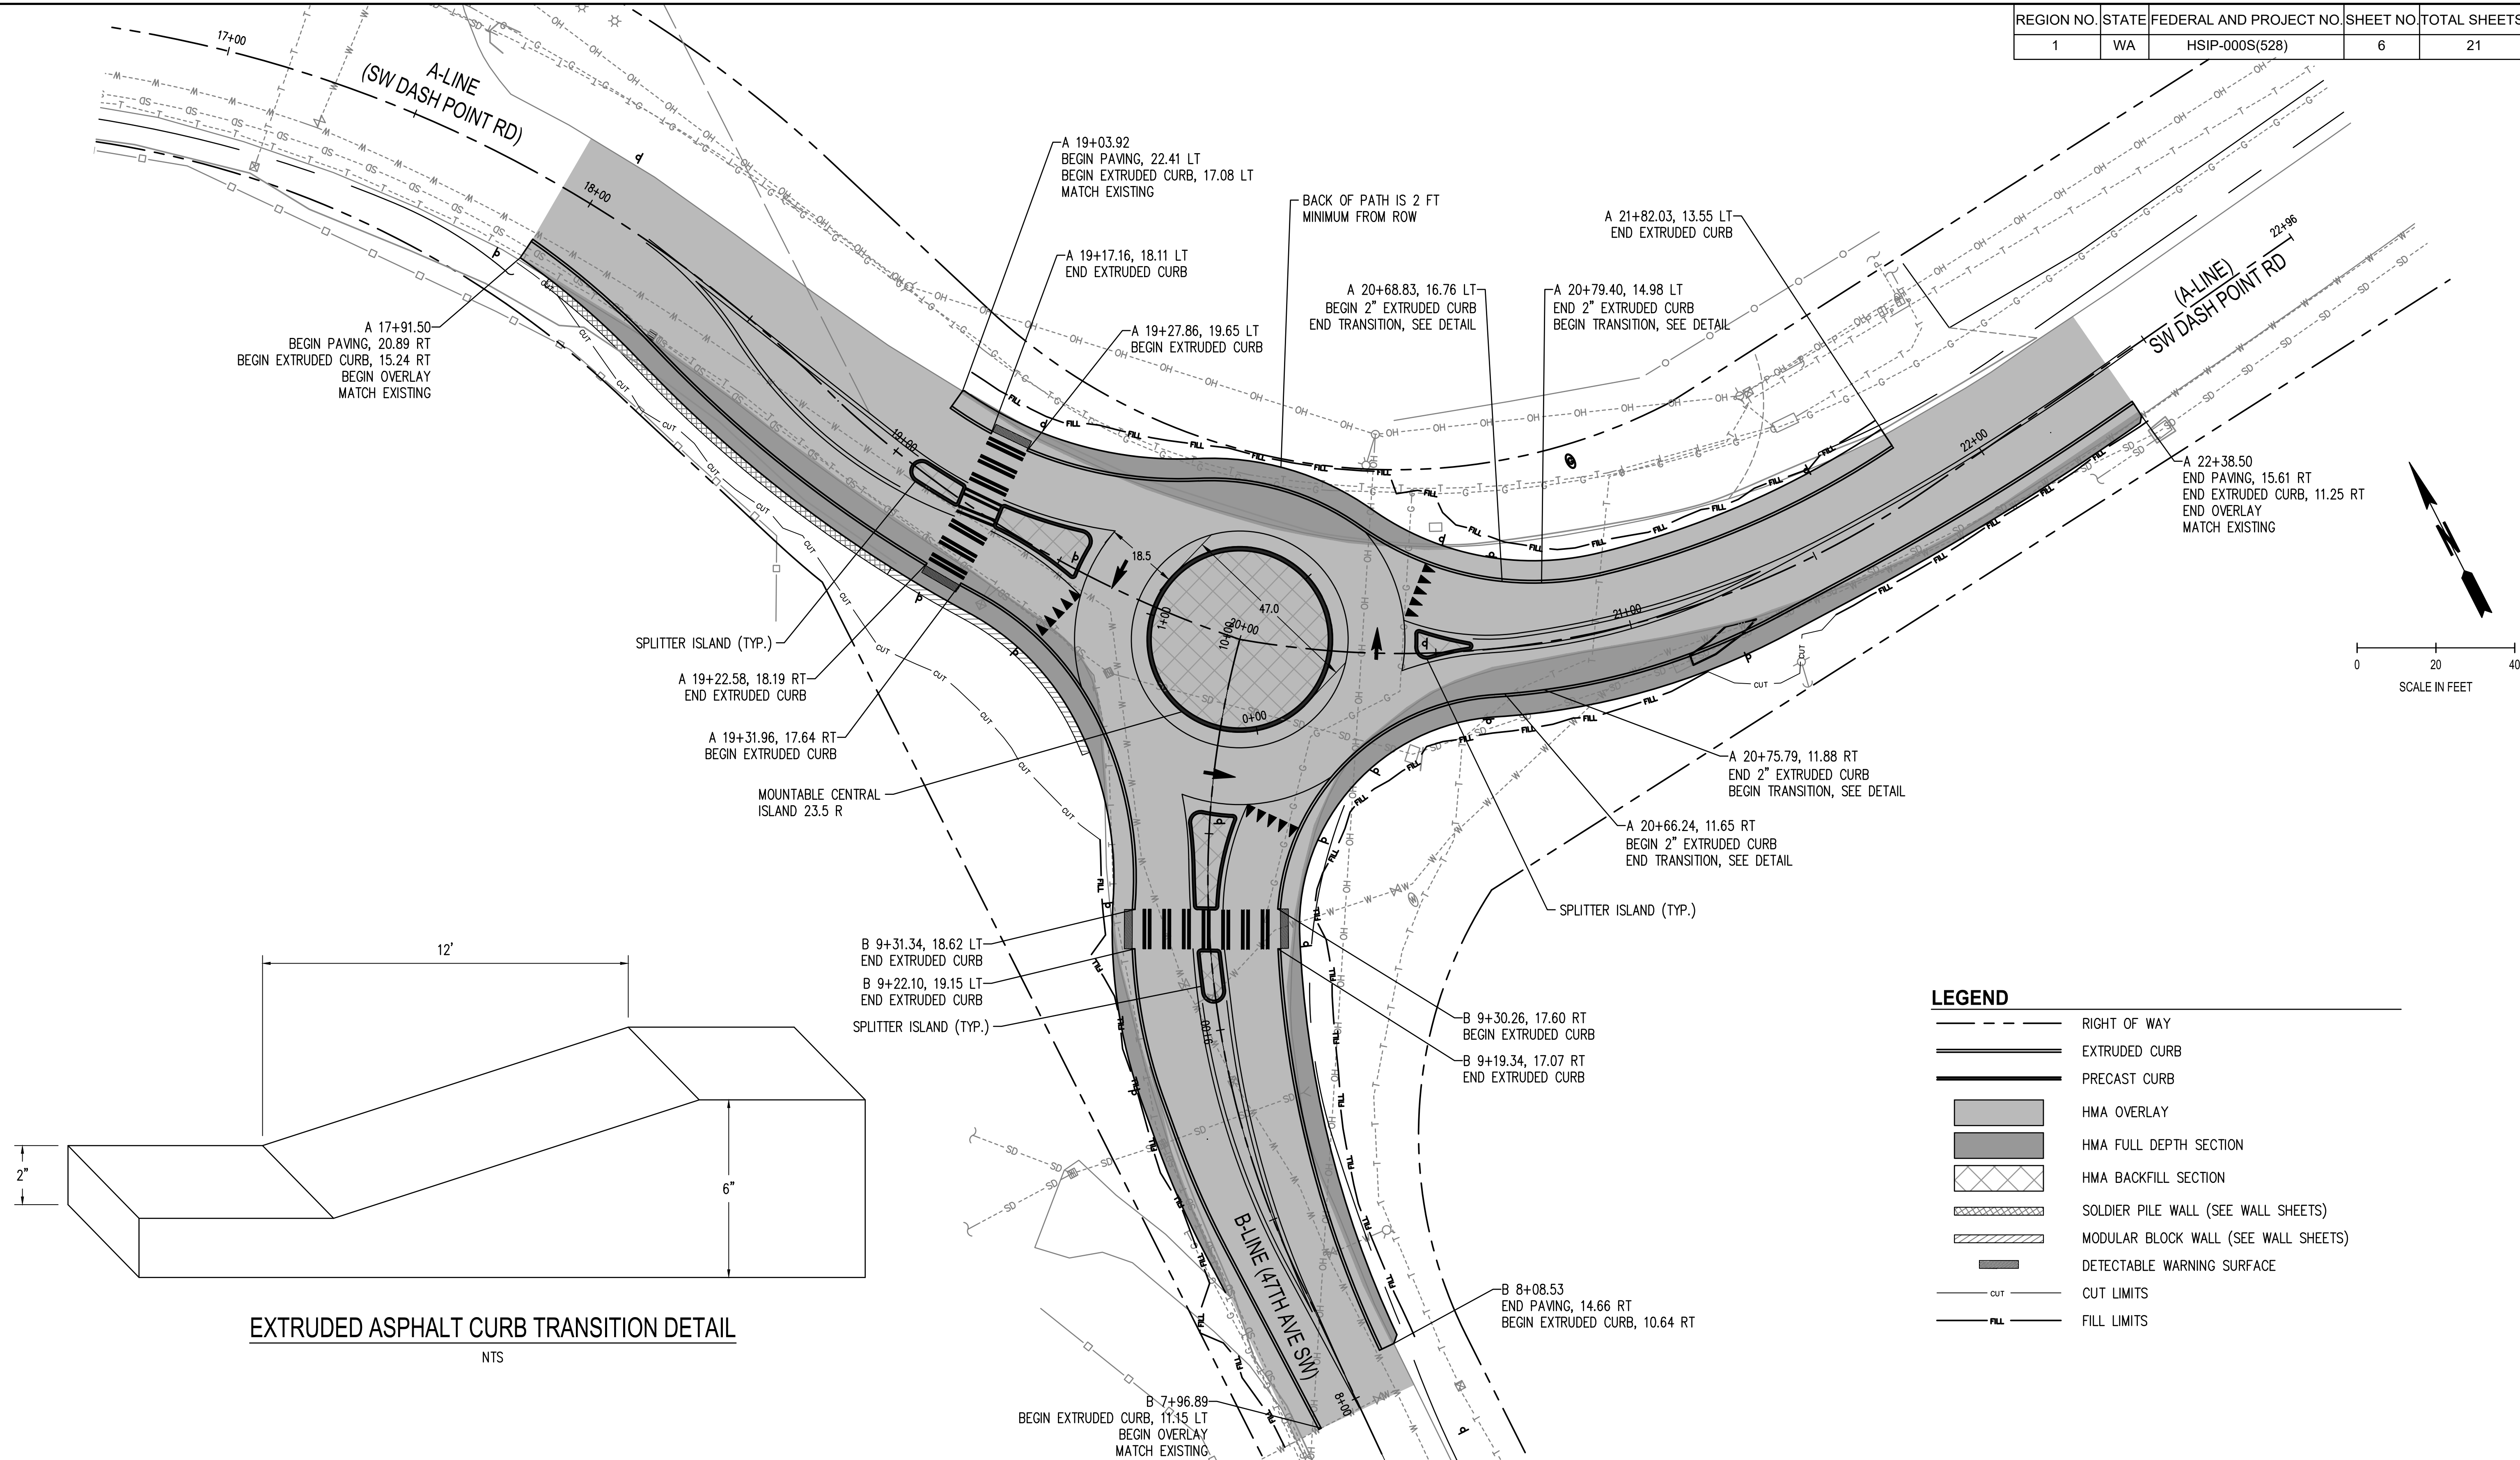 REGION NO. STATE FEDERAL AND PROJECT NO. SHEET NO. TOTAL SHEETS
1 WA HSIP-000S(528) 6 21
17+00
A-LINE
(SW DASH POINT RD)
18+00
A 19+03.92
BEGIN PAVING, 22.41 LT
BEGIN EXTRUDED CURB, 17.08 LT
MATCH EXISTING
A 19+17.16, 18.11 LT
END EXTRUDED CURB
A 19+27.86, 19.65 LT
BEGIN EXTRUDED CURB
BACK OF PATH IS 2 FT
MINIMUM FROM ROW
A 20+68.83, 16.76 LT
BEGIN 2" EXTRUDED CURB
END TRANSITION, SEE DETAIL
A 20+79.40, 14.98 LT
END 2" EXTRUDED CURB
BEGIN TRANSITION, SEE DETAIL
A 21+82.03, 13.55 LT
END EXTRUDED CURB
22+96
(A-LINE)
SW DASH POINT RD
A 17+91.50
BEGIN PAVING, 20.89 RT
BEGIN EXTRUDED CURB, 15.24 RT
BEGIN OVERLAY
MATCH EXISTING
19+00
22+00
A 22+38.50
END PAVING, 15.61 RT
END EXTRUDED CURB, 11.25 RT
END OVERLAY
MATCH EXISTING
N
0 20 40
SCALE IN FEET
18.5
47.0
1+00
20+00
10+00
0+00
21+00
SPLITTER ISLAND (TYP.)
A 19+22.58, 18.19 RT
END EXTRUDED CURB
A 19+31.96, 17.64 RT
BEGIN EXTRUDED CURB
MOUNTABLE CENTRAL
ISLAND 23.5 R
A 20+75.79, 11.88 RT
END 2" EXTRUDED CURB
BEGIN TRANSITION, SEE DETAIL
A 20+66.24, 11.65 RT
BEGIN 2" EXTRUDED CURB
END TRANSITION, SEE DETAIL
SPLITTER ISLAND (TYP.)
B 9+31.34, 18.62 LT
END EXTRUDED CURB
B 9+22.10, 19.15 LT
END EXTRUDED CURB
SPLITTER ISLAND (TYP.)
9+00
B 9+30.26, 17.60 RT
BEGIN EXTRUDED CURB
B 9+19.34, 17.07 RT
END EXTRUDED CURB
B-LINE (47TH AVE SW)
8+00
B 8+08.53
END PAVING, 14.66 RT
BEGIN EXTRUDED CURB, 10.64 RT
B 7+96.89
BEGIN EXTRUDED CURB, 11.15 LT
BEGIN OVERLAY
MATCH EXISTING
12'
2"
6"
EXTRUDED ASPHALT CURB TRANSITION DETAIL
NTS
LEGEND
RIGHT OF WAY
EXTRUDED CURB
PRECAST CURB
HMA OVERLAY
HMA FULL DEPTH SECTION
HMA BACKFILL SECTION
SOLDIER PILE WALL (SEE WALL SHEETS)
MODULAR BLOCK WALL (SEE WALL SHEETS)
DETECTABLE WARNING SURFACE
CUT CUT LIMITS
FILL FILL LIMITS